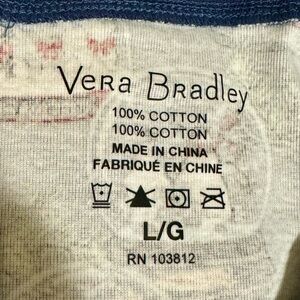 Vera Bradley
100% COTTON
100% COTTON
MADE IN CHINA
FABRIQUÉ EN CHINE
L/G
RN 103812